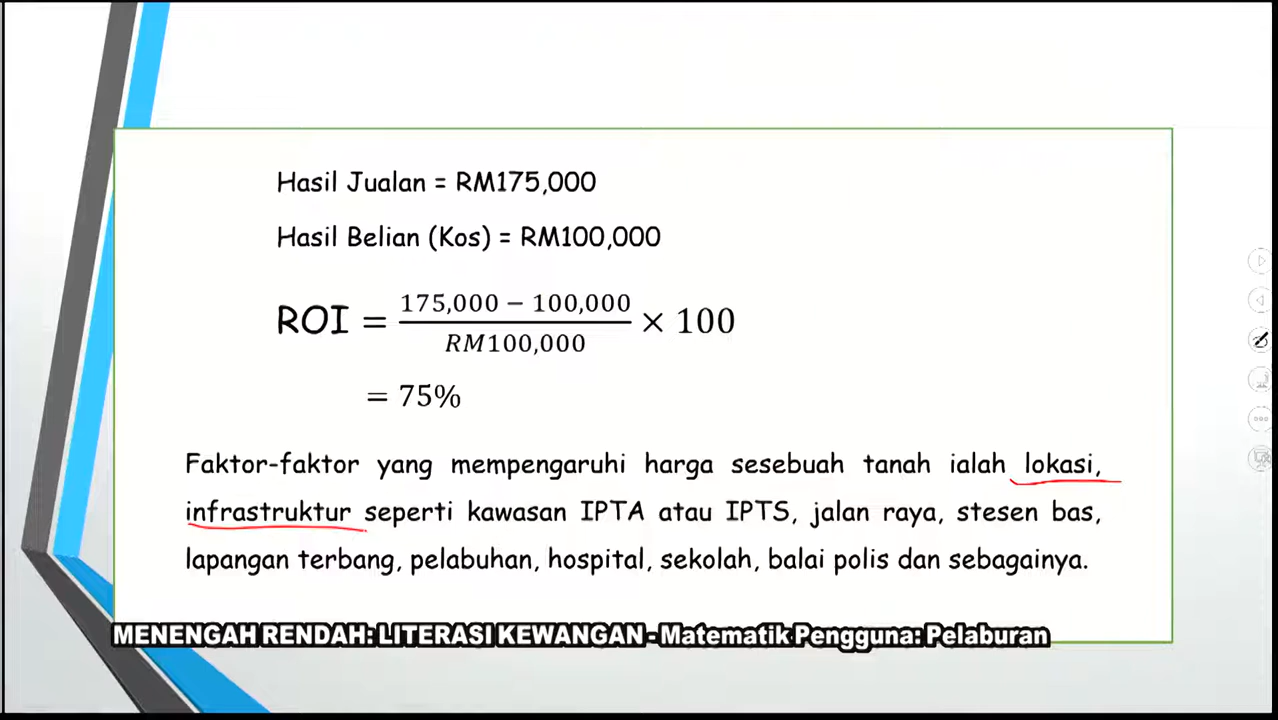 Hasil Jualan = RM175,000
Hasil Belian (Kos) = RM100,000
ROI = \frac{175,000 − 100,000}{RM100,000} × 100
= 75%
Faktor-faktor yang mempengaruhi harga sesebuah tanah ialah lokasi,
infrastruktur seperti kawasan IPTA atau IPTS, jalan raya, stesen bas,
lapangan terbang, pelabuhan, hospital, sekolah, balai polis dan sebagainya.
MENENGAH RENDAH: LITERASI KEWANGAN - Matematik Pengguna: Pelaburan